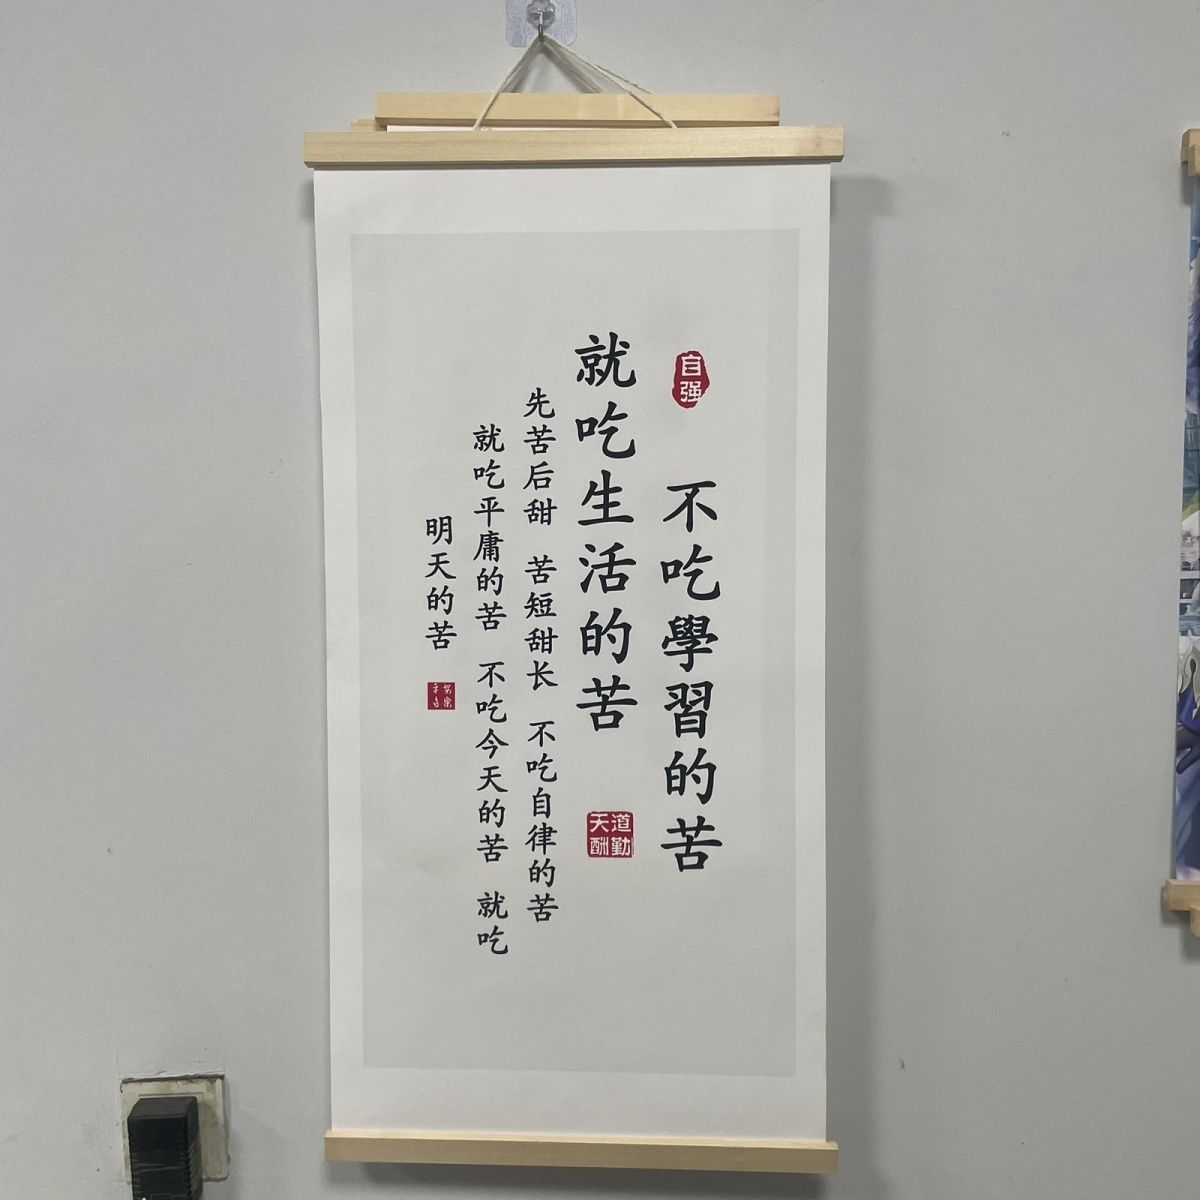 自强
不吃學習的苦
就吃生活的苦
道勤
天酬
先苦后甜 苦短甜长 不吃自律的苦
就吃平庸的苦 不吃今天的苦 就吃
明天的苦